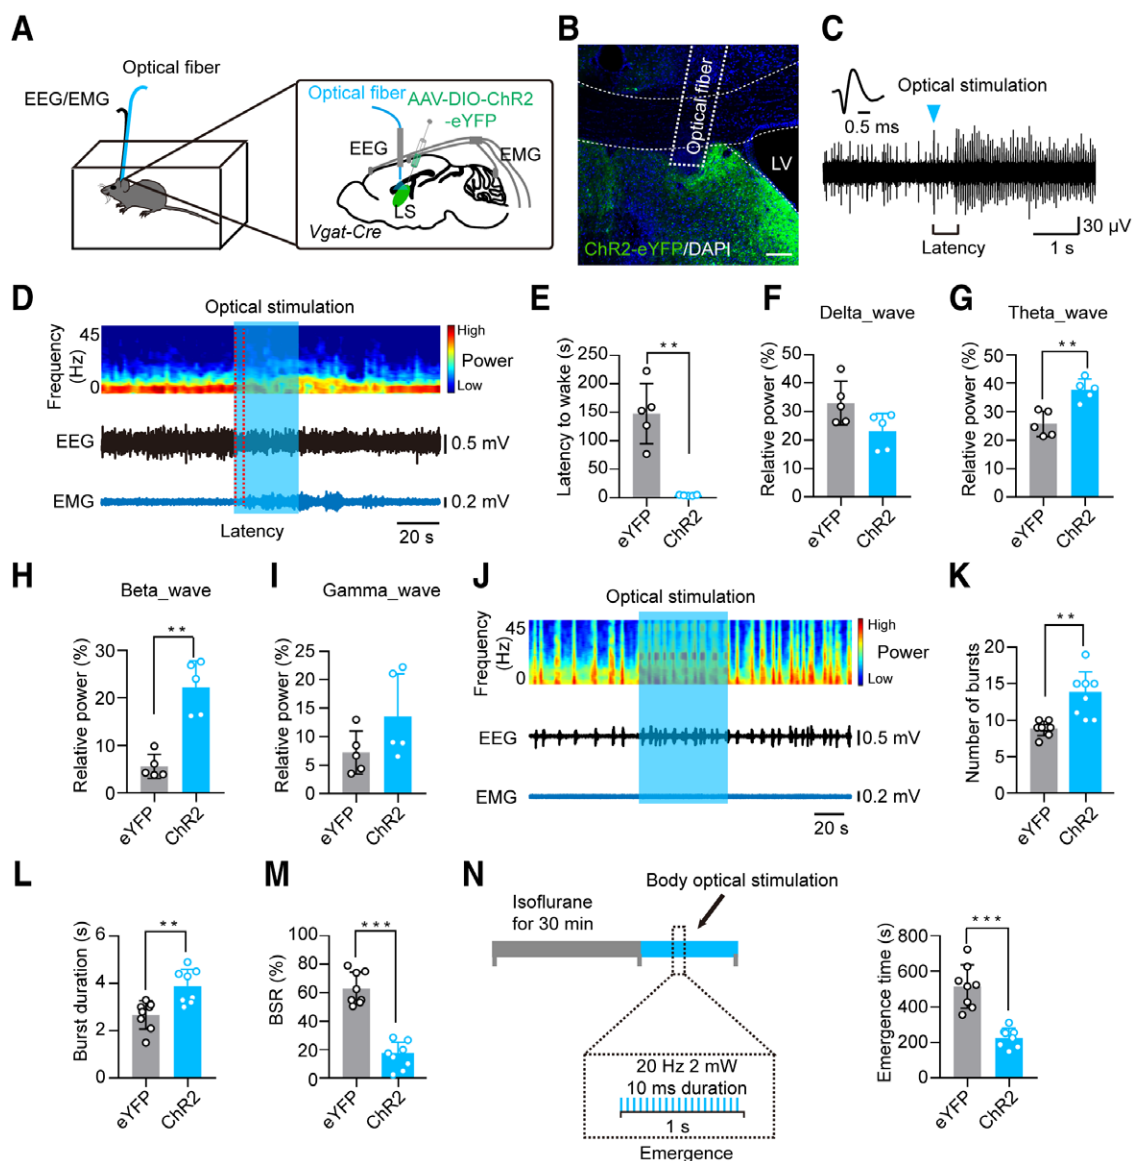 A
Optical fiber
EEG/EMG
Optical fiber
AAV-DIO-ChR2
-eYFP
EEG
EMG
LS
Vgat-Cre
B
Optical fiber
LV
ChR2-eYFP/DAPI
C
Optical stimulation
0.5 ms
30 µV
Latency
1 s
D
Optical stimulation
Frequency
(Hz)
45
0
High
Power
Low
EEG
0.5 mV
EMG
0.2 mV
Latency
20 s
E
Latency to wake (s)
250
200
150
100
50
0
**
eYFP
ChR2
F
Delta_wave
Relative power (%)
50
40
30
20
10
0
eYFP
ChR2
G
Theta_wave
Relative power (%)
50
40
30
20
10
0
**
eYFP
ChR2
H
Beta_wave
Relative power (%)
30
20
10
0
**
eYFP
ChR2
I
Gamma_wave
Relative power (%)
25
20
15
10
5
0
eYFP
ChR2
J
Optical stimulation
Frequency
(Hz)
45
0
High
Power
Low
EEG
0.5 mV
EMG
0.2 mV
20 s
K
Number of bursts
20
15
10
5
0
**
eYFP
ChR2
L
Burst duration (s)
6
4
2
0
**
eYFP
ChR2
M
BSR (%)
100
80
60
40
20
0
***
eYFP
ChR2
N
Body optical stimulation
Isoflurane
for 30 min
20 Hz 2 mW
10 ms duration
1 s
Emergence
Emergence time (s)
800
600
400
200
0
***
eYFP
ChR2